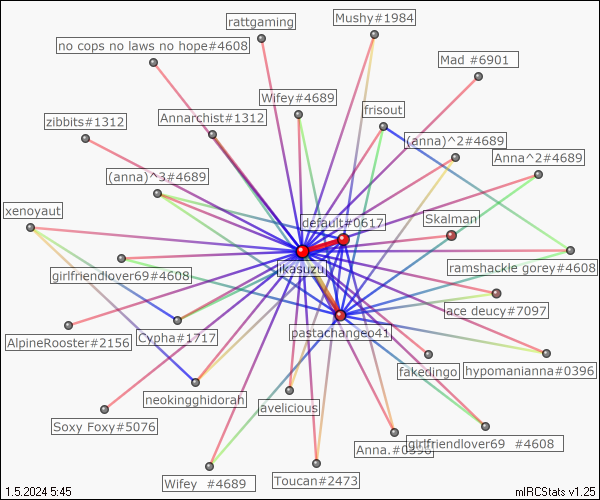 rattgaming
Mushy#1984
no cops no laws no hope#4608
Mad #6901
Wifey#4689
frisout
zibbits#1312
Annarchist#1312
(anna)^2#4689
Anna^2#4689
(anna)^3#4689
xenoyaut
default#0617
Skalman
jkasuzu
girlfriendlover69#4608
ramshackle gorey#4608
ace deucy#7097
pastachangeo41
AlpineRooster#2156
Cypha#1717
fakedingo
hypomanianna#0396
neokingghidorah
avelicious
Soxy Foxy#5076
Anna.#0396
girlfriendlover69 #4608
Wifey #4689
Toucan#2473
1.5.2024 5:45
mIRCStats v1.25